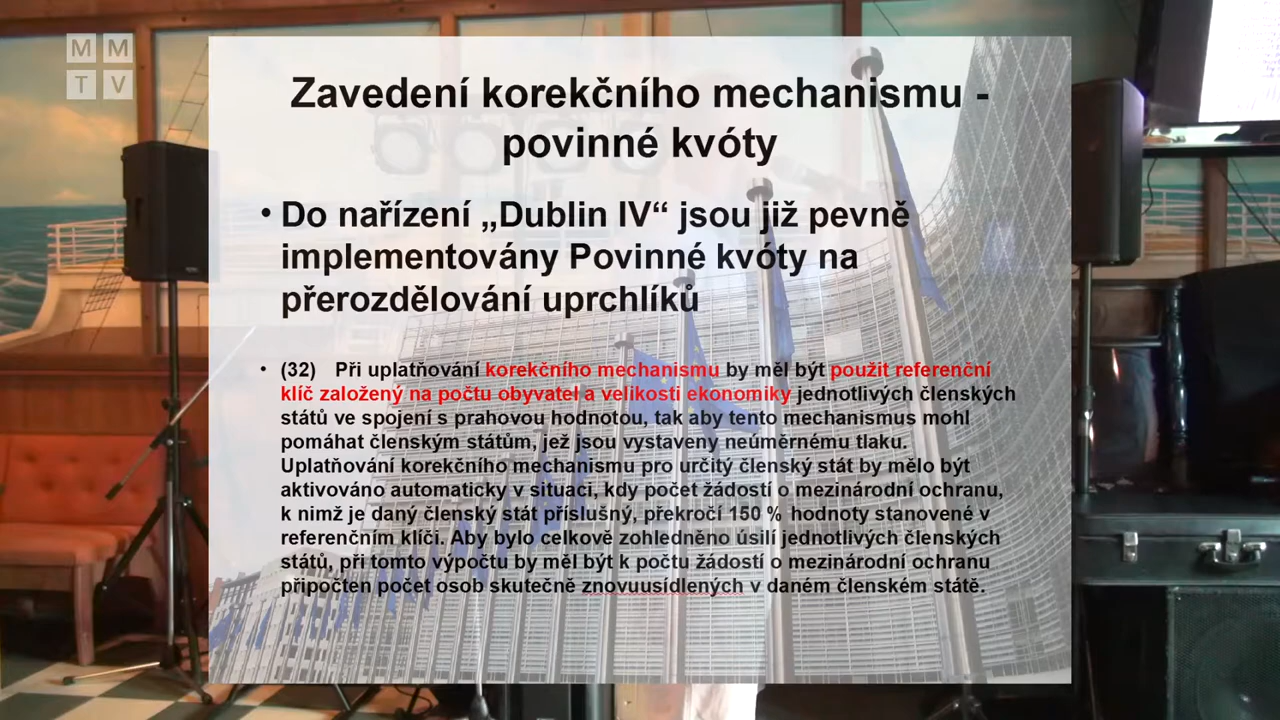 M M
T V
Zavedení korekčního mechanismu -
povinné kvóty
• Do nařízení „Dublin IV“ jsou již pevně
implementovány Povinné kvóty na
přerozdělování uprchlíků
• (32) Při uplatňování korekčního mechanismu by měl být použit referenční
klíč založený na počtu obyvatel a velikosti ekonomiky jednotlivých členských
států ve spojení s prahovou hodnotou, tak aby tento mechanismus mohl
pomáhat členským státům, jež jsou vystaveny neúměrnému tlaku.
Uplatňování korekčního mechanismu pro určitý členský stát by mělo být
aktivováno automaticky v situaci, kdy počet žádostí o mezinárodní ochranu,
k nimž je daný členský stát příslušný, překročí 150 % hodnoty stanovené v
referenčním klíči. Aby bylo celkově zohledněno úsilí jednotlivých členských
států, při tomto výpočtu by měl být k počtu žádostí o mezinárodní ochranu
připočten počet osob skutečně znovuusídlených v daném členském státě.